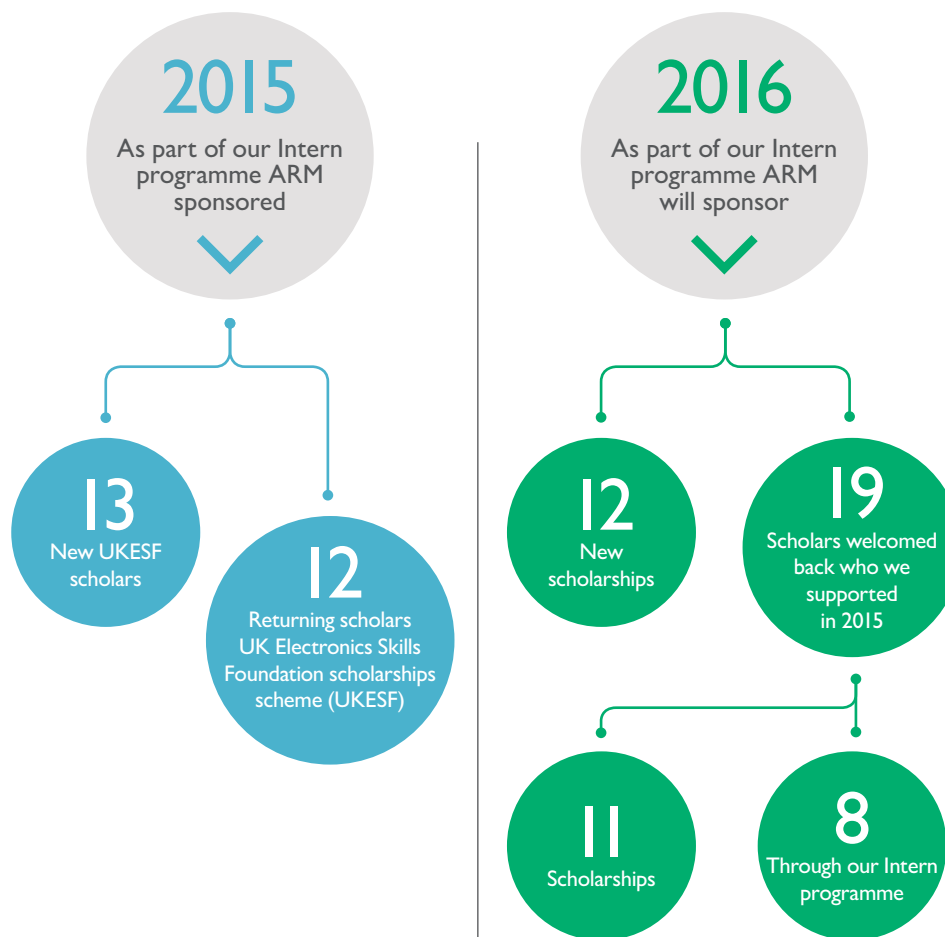 2015
As part of our Intern
programme ARM
sponsored
13
New UKESF
scholars
12
Returning scholars
UK Electronics Skills
Foundation scholarships
scheme (UKESF)
2016
As part of our Intern
programme ARM
will sponsor
12
New
scholarships
19
Scholars welcomed
back who we
supported
in 2015
11
Scholarships
8
Through our Intern
programme